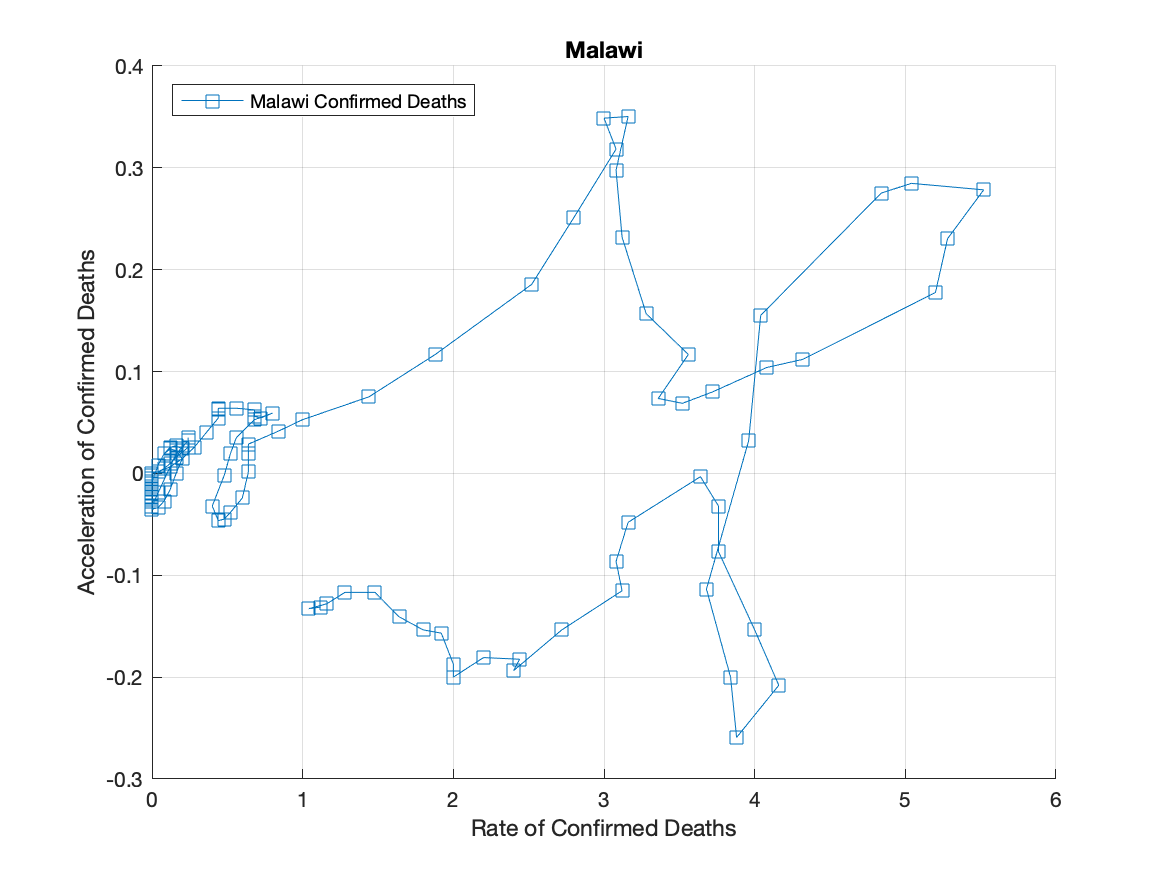 Malawi
Malawi Confirmed Deaths
Acceleration of Confirmed Deaths
0.4
0.3
0.2
0.1
0
-0.1
-0.2
-0.3
0 1 2 3 4 5 6
Rate of Confirmed Deaths